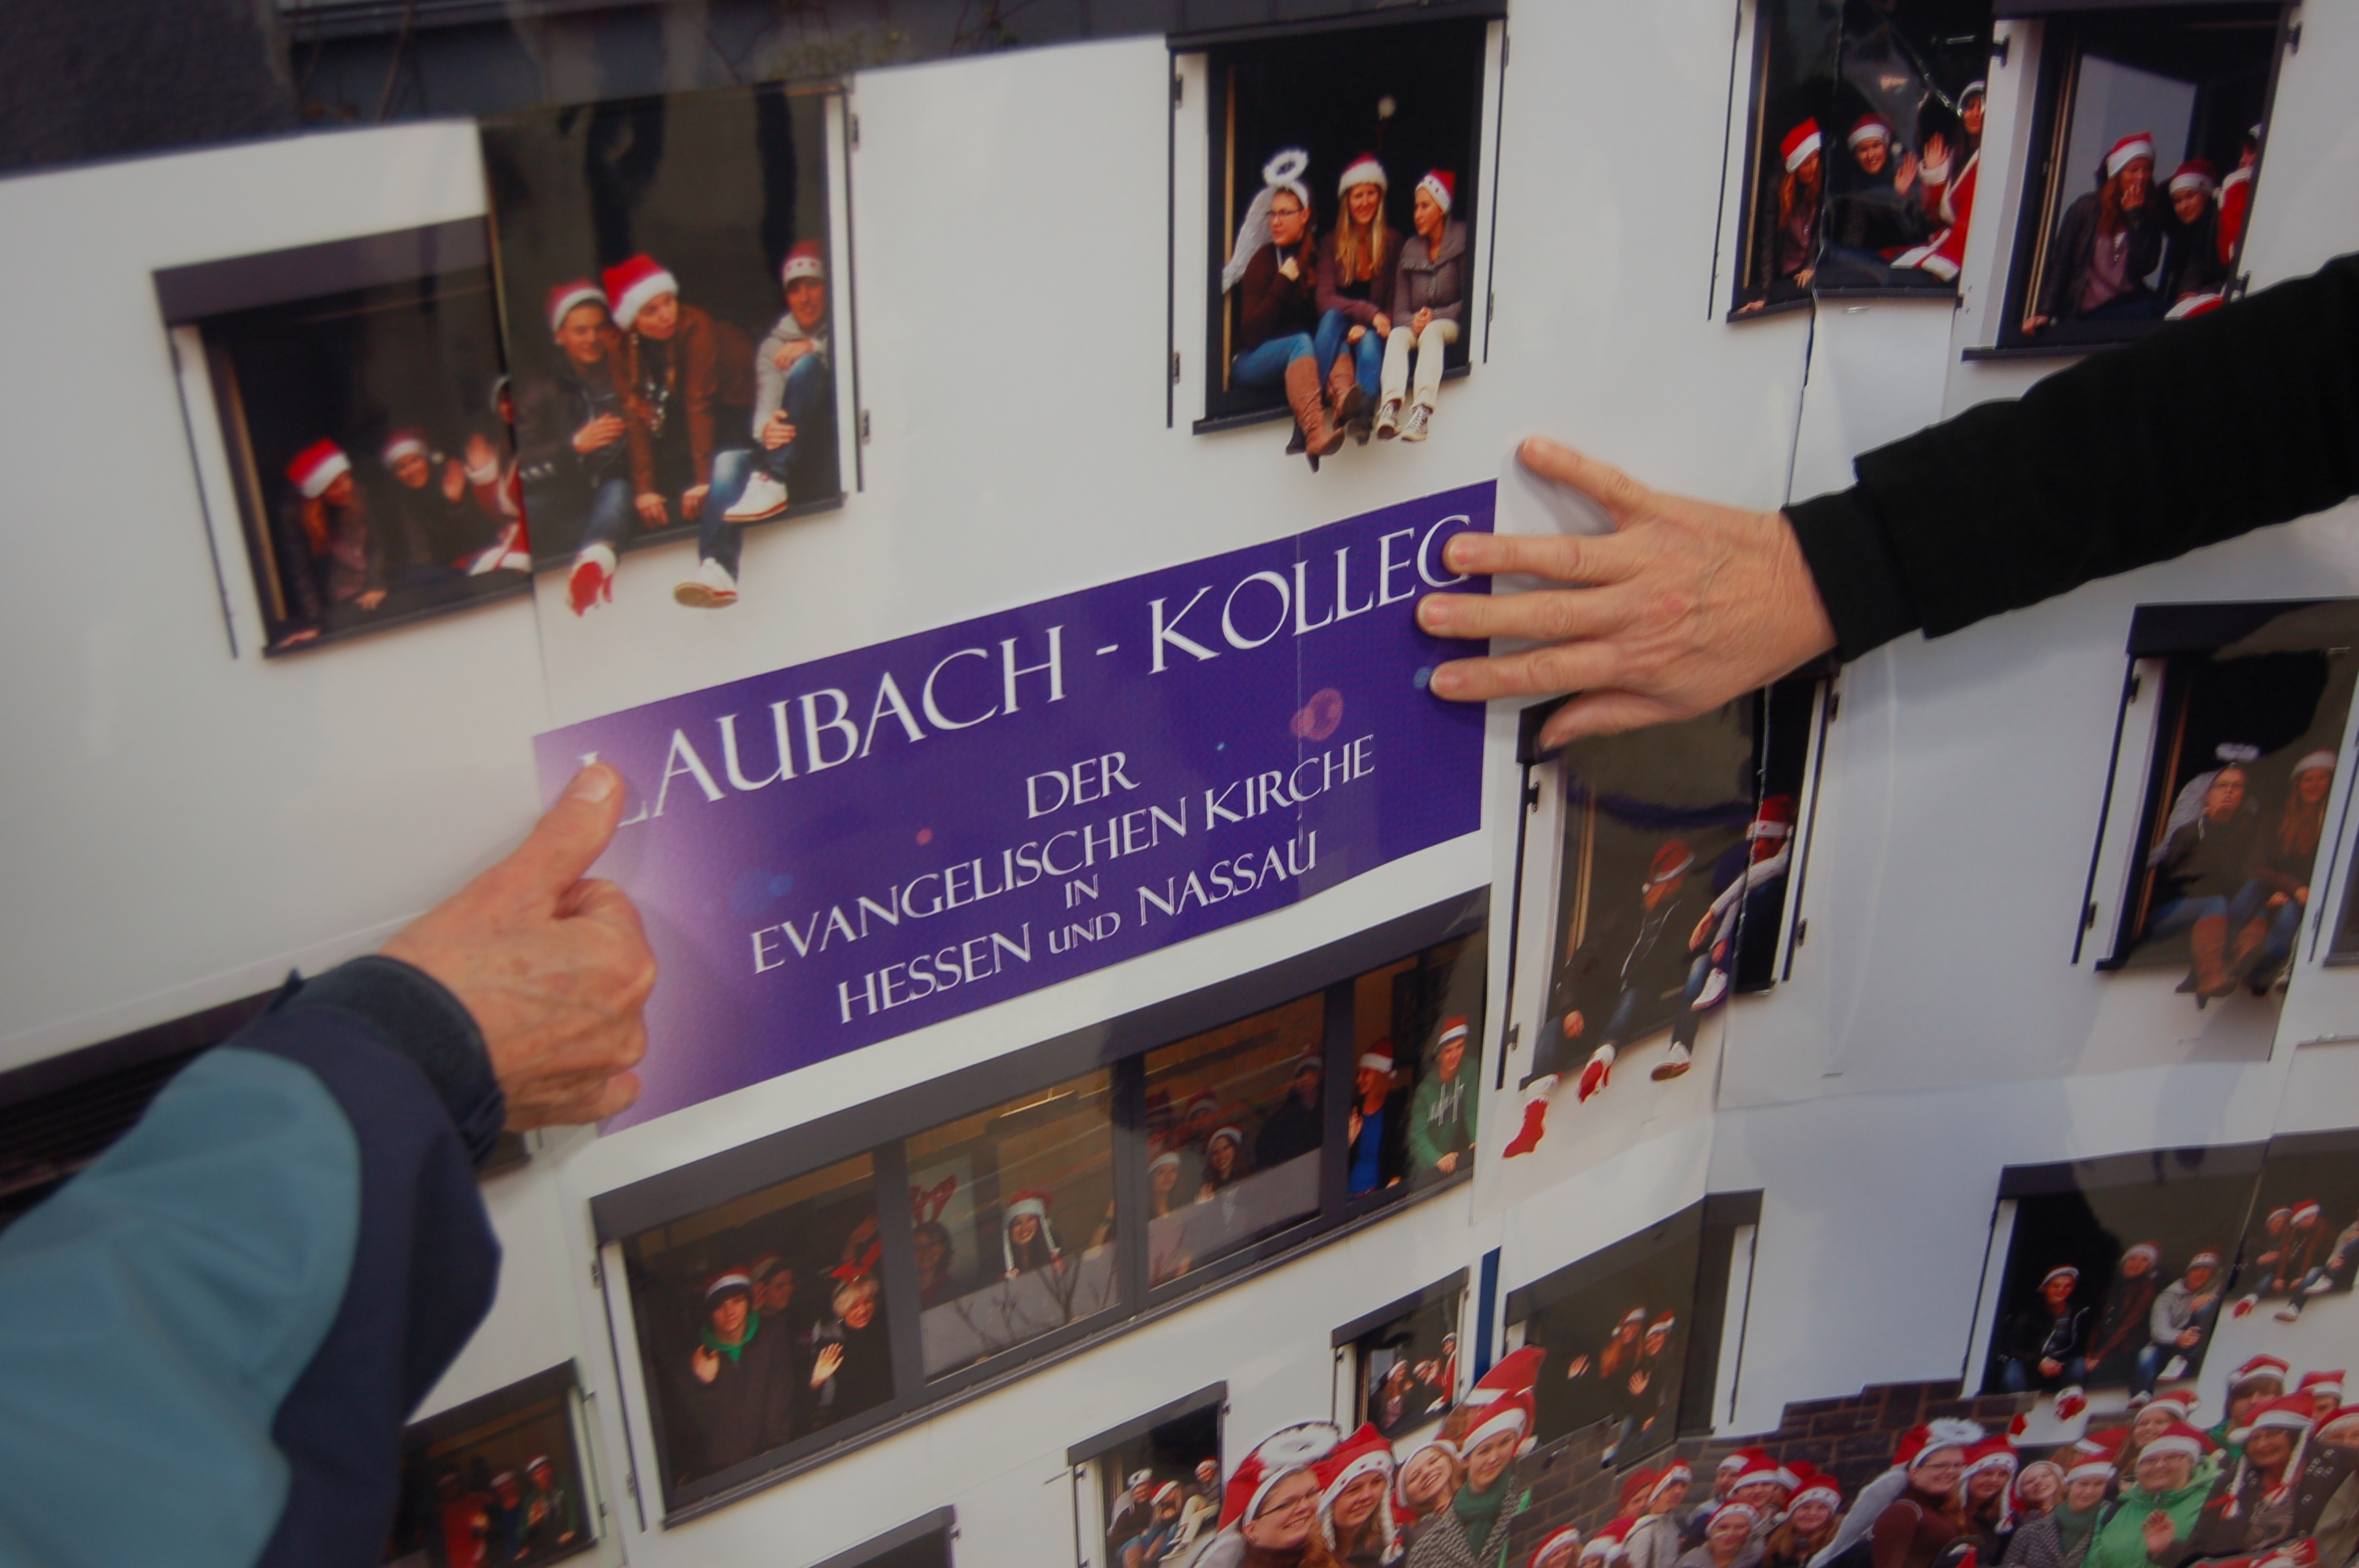 LAUBACH - KOLLEG
DER
EVANGELISCHEN KIRCHE
IN
HESSEN UND NASSAU